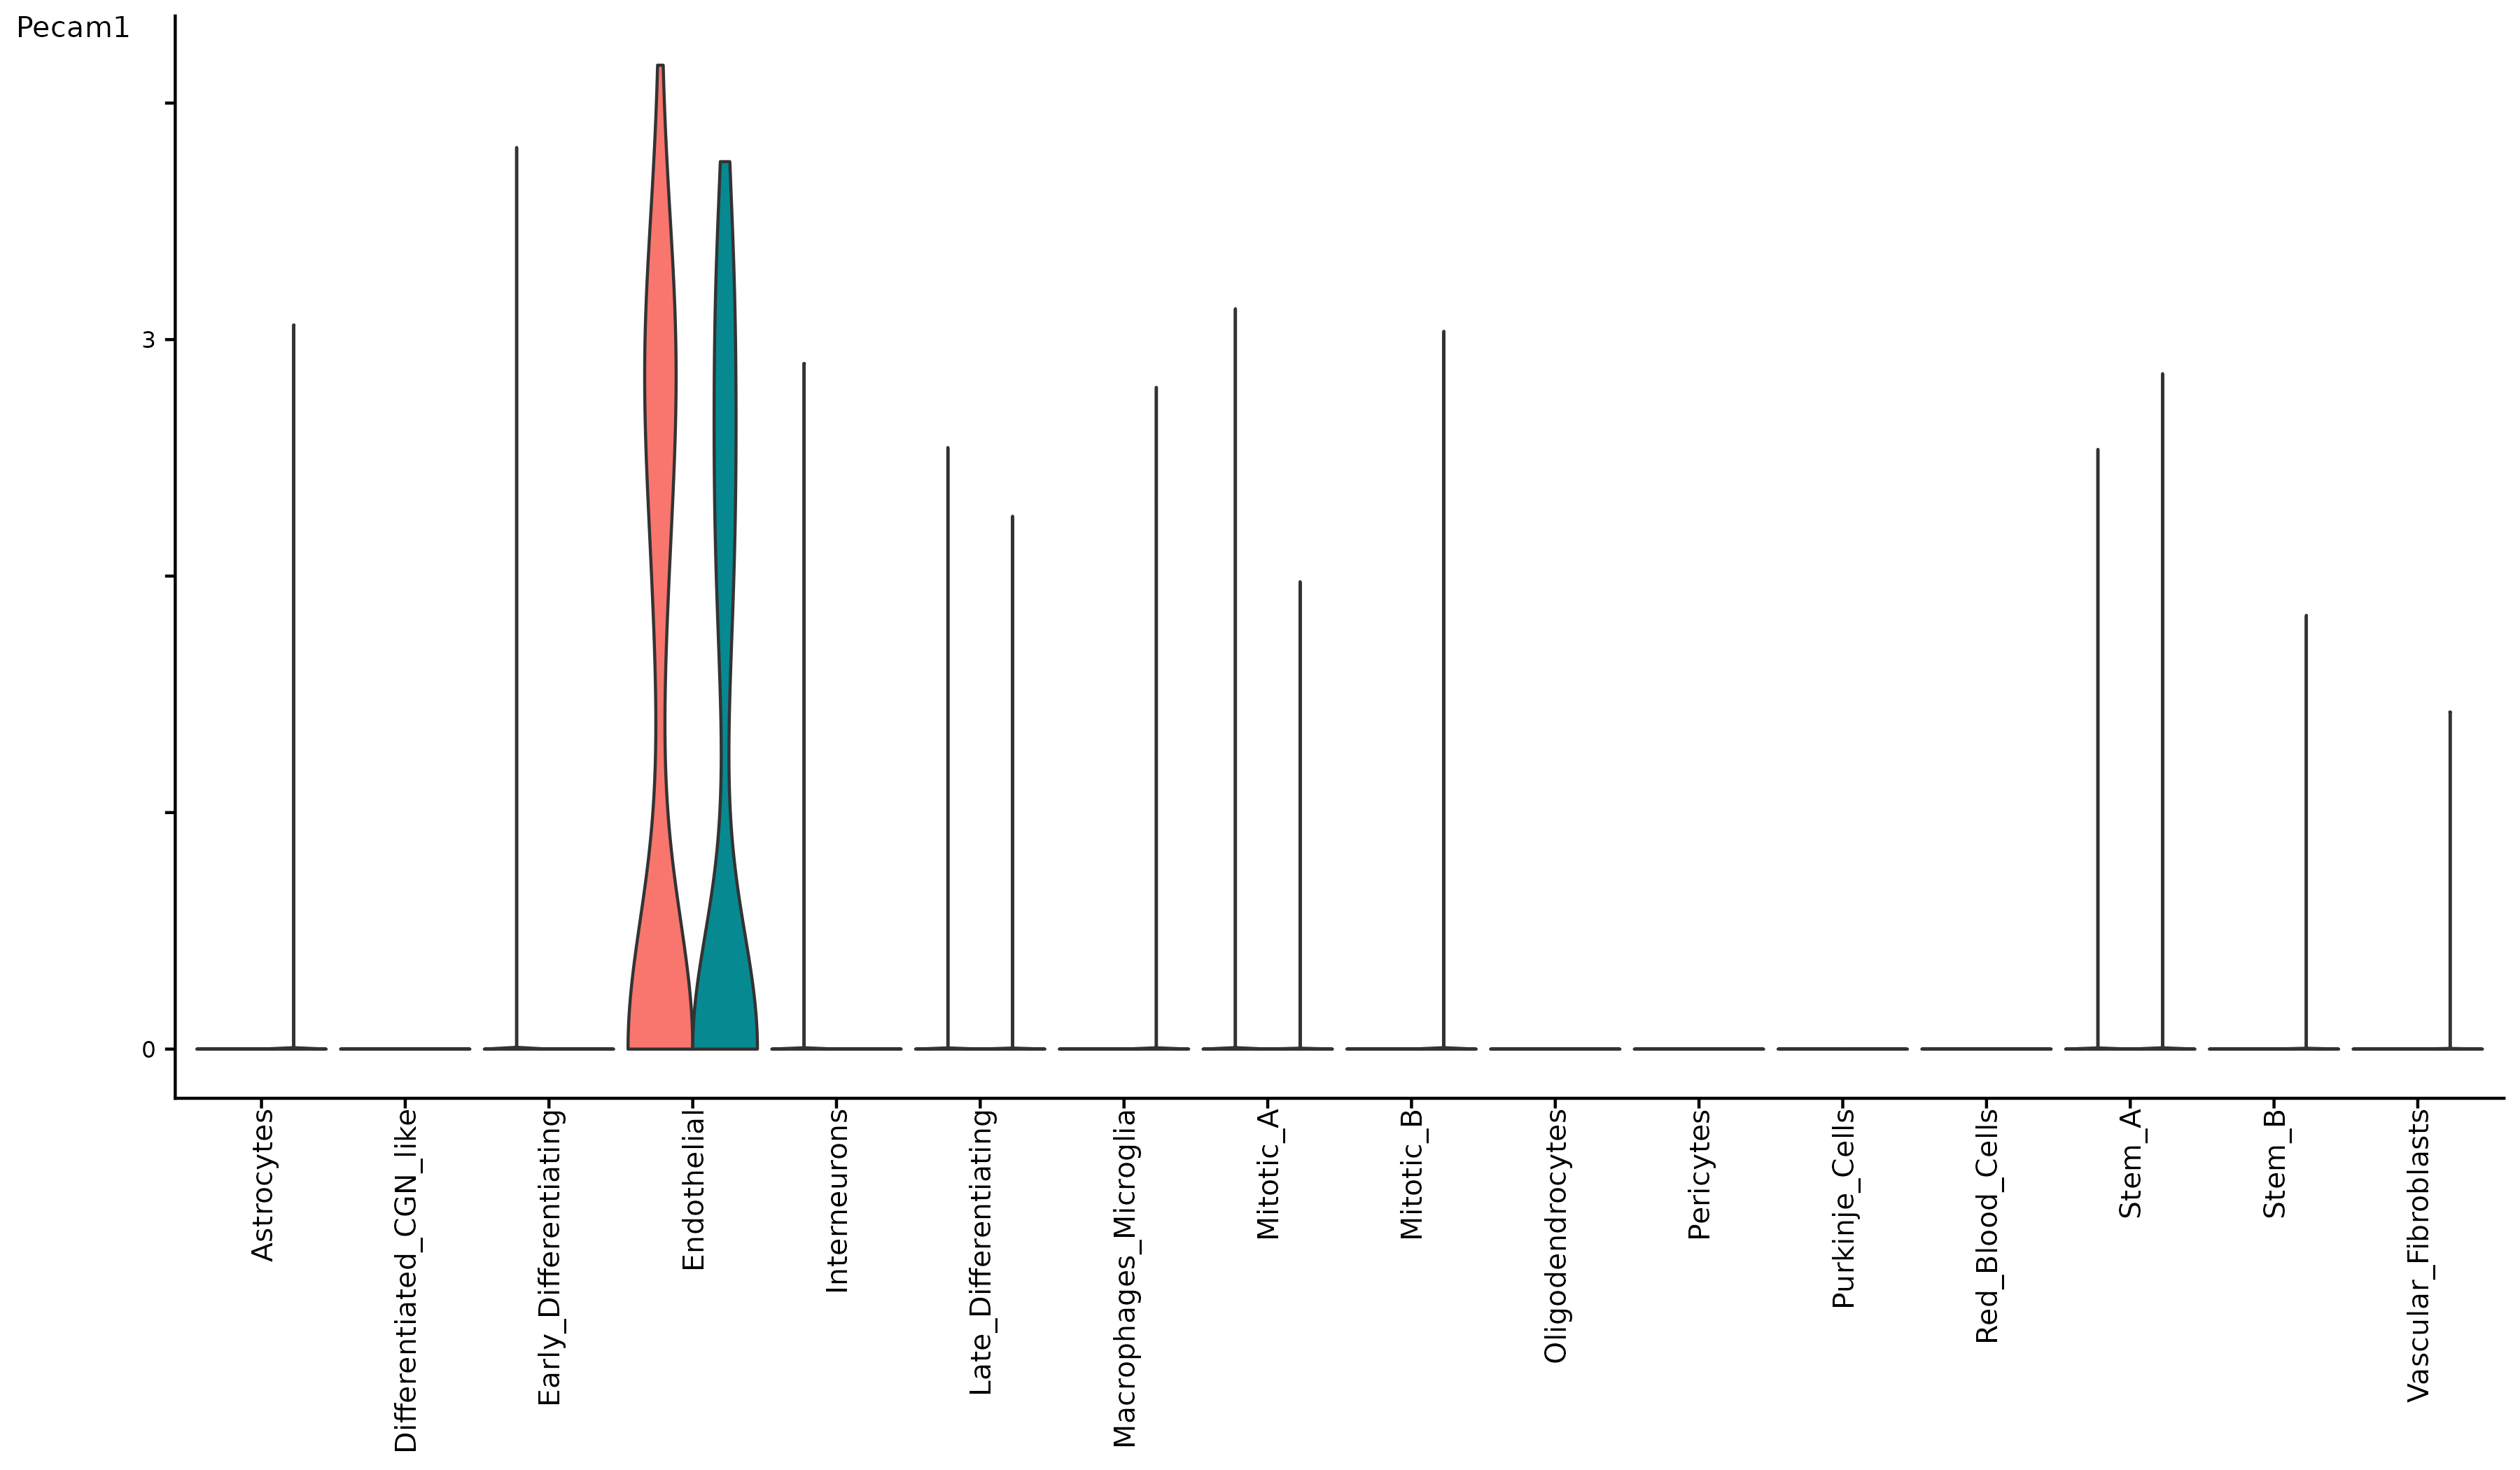 Pecam1
3
0
Astrocytes
Differentiated_CGN_like
Early_Differentiating
Endothelial
Interneurons
Late_Differentiating
Macrophages_Microglia
Mitotic_A
Mitotic_B
Oligodendrocytes
Pericytes
Purkinje_Cells
Red_Blood_Cells
Stem_A
Stem_B
Vascular_Fibroblasts